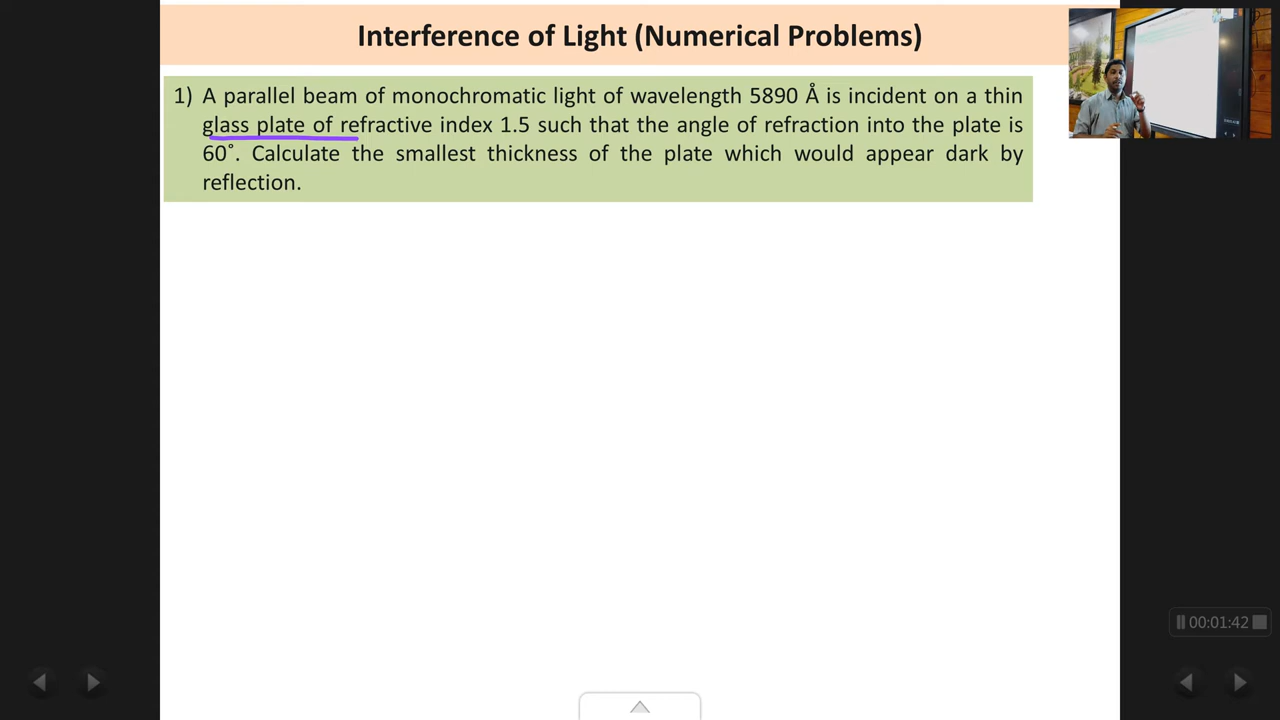 Interference of Light (Numerical Problems)
1) A parallel beam of monochromatic light of wavelength 5890 Å is incident on a thin
glass plate of refractive index 1.5 such that the angle of refraction into the plate is
60˚. Calculate the smallest thickness of the plate which would appear dark by
reflection.
00:01:42